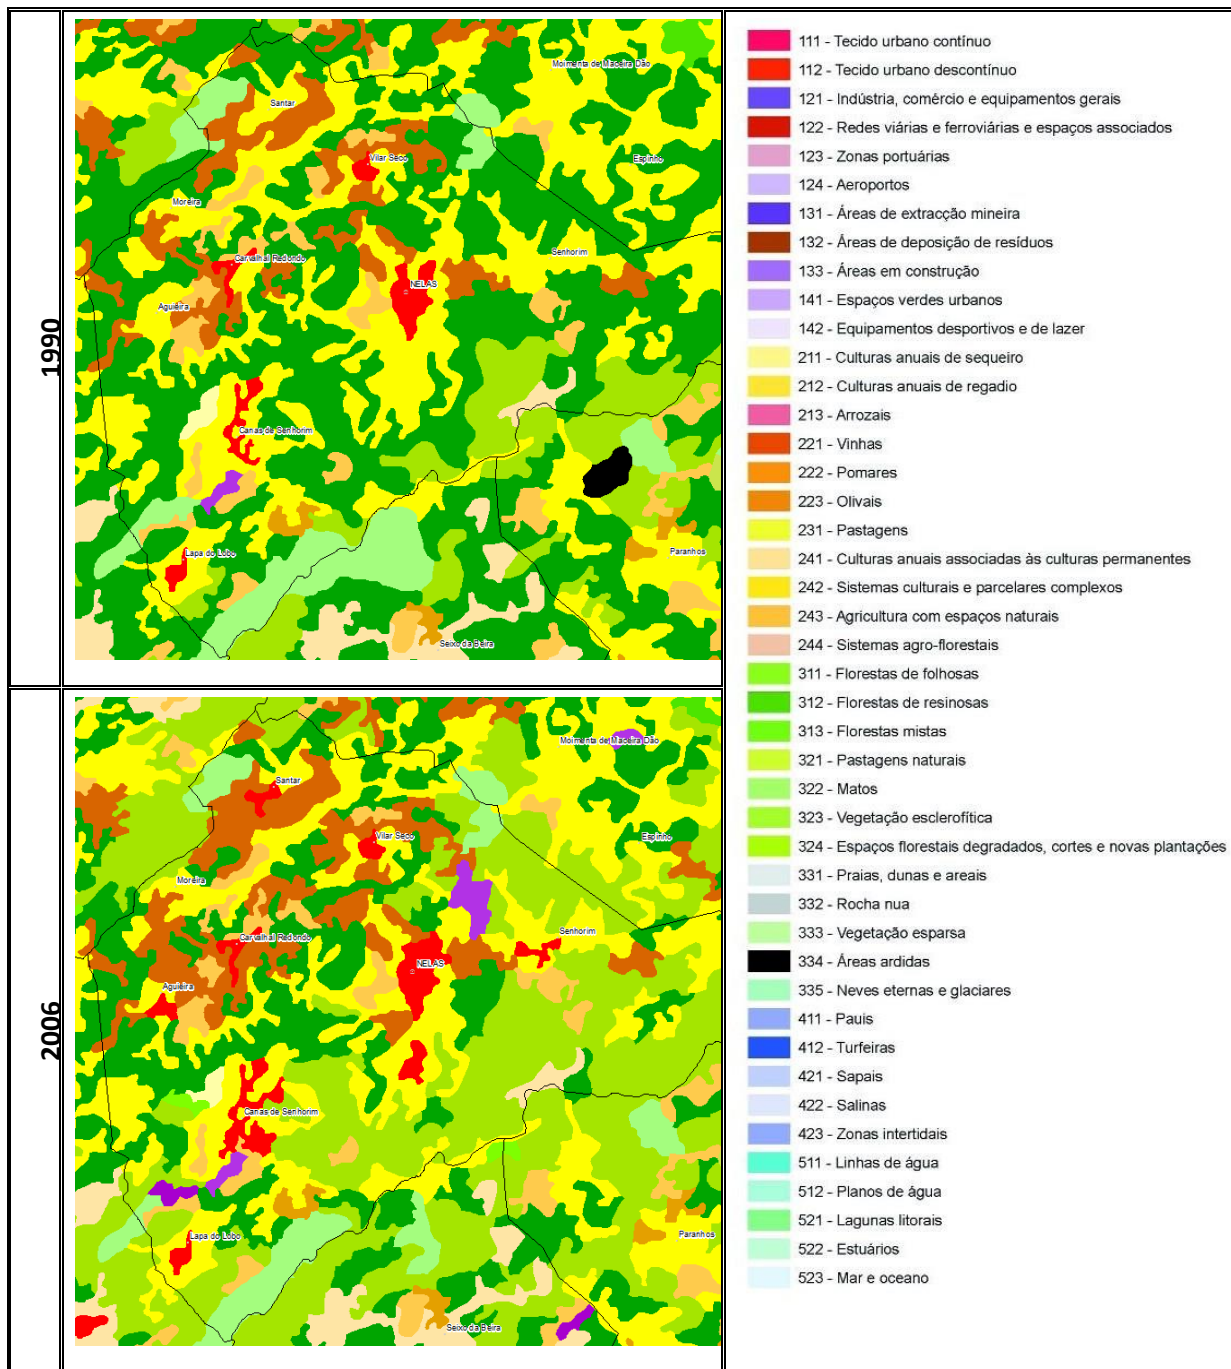 1990
Moimenta de Maceira Dão
Santar
Vilar Seco
Espinho
Moreira
Senhorim
Carvalhal Redondo
NELAS
Aguieira
Canas de Senhorim
Lapa do Lobo
Paranhos
Seixo da Beira
2006
Moimenta de Maceira Dão
Santar
Vilar Seco
Espinho
Moreira
Senhorim
Carvalhal Redondo
NELAS
Aguieira
Canas de Senhorim
Lapa do Lobo
Paranhos
Seixo da Beira
111 - Tecido urbano contínuo
112 - Tecido urbano descontínuo
121 - Indústria, comércio e equipamentos gerais
122 - Redes viárias e ferroviárias e espaços associados
123 - Zonas portuárias
124 - Aeroportos
131 - Áreas de extracção mineira
132 - Áreas de deposição de resíduos
133 - Áreas em construção
141 - Espaços verdes urbanos
142 - Equipamentos desportivos e de lazer
211 - Culturas anuais de sequeiro
212 - Culturas anuais de regadio
213 - Arrozais
221 - Vinhas
222 - Pomares
223 - Olivais
231 - Pastagens
241 - Culturas anuais associadas às culturas permanentes
242 - Sistemas culturais e parcelares complexos
243 - Agricultura com espaços naturais
244 - Sistemas agro-florestais
311 - Florestas de folhosas
312 - Florestas de resinosas
313 - Florestas mistas
321 - Pastagens naturais
322 - Matos
323 - Vegetação esclerofítica
324 - Espaços florestais degradados, cortes e novas plantações
331 - Praias, dunas e areais
332 - Rocha nua
333 - Vegetação esparsa
334 - Áreas ardidas
335 - Neves eternas e glaciares
411 - Pauis
412 - Turfeiras
421 - Sapais
422 - Salinas
423 - Zonas intertidais
511 - Linhas de água
512 - Planos de água
521 - Lagunas litorais
522 - Estuários
523 - Mar e oceano